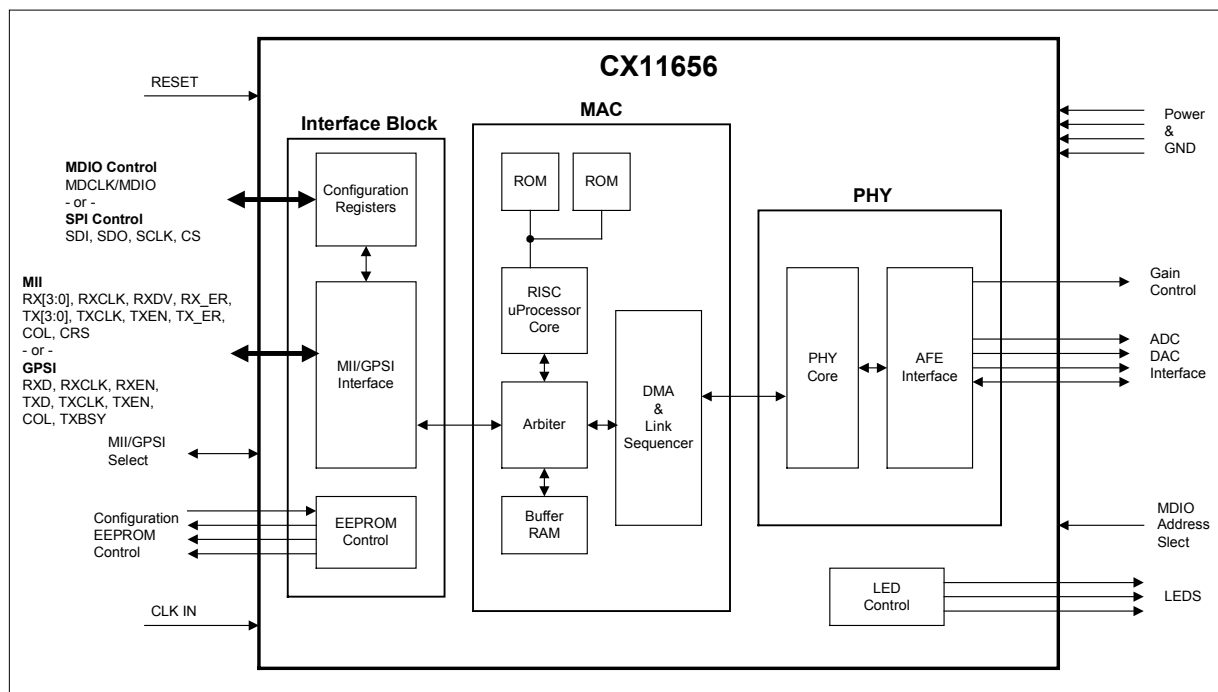 CX11656
RESET
MDIO Control
MDCLK/MDIO
- or -
SPI Control
SDI, SDO, SCLK, CS
MII
RX[3:0], RXCLK, RXDV, RX_ER,
TX[3:0], TXCLK, TXEN, TX_ER,
COL, CRS
- or -
GPSI
RXD, RXCLK, RXEN,
TXD, TXCLK, TXEN,
COL, TXBSY
MII/GPSI
Select
Configuration
EEPROM
Control
CLK IN
Interface Block
Configuration
Registers
MII/GPSI
Interface
EEPROM
Control
MAC
ROM
ROM
RISC
uProcessor
Core
Arbiter
Buffer
RAM
DMA
&
Link
Sequencer
PHY
PHY
Core
AFE
Interface
LED
Control
Power
&
GND
Gain
Control
ADC
DAC
Interface
MDIO
Address
Slect
LEDS